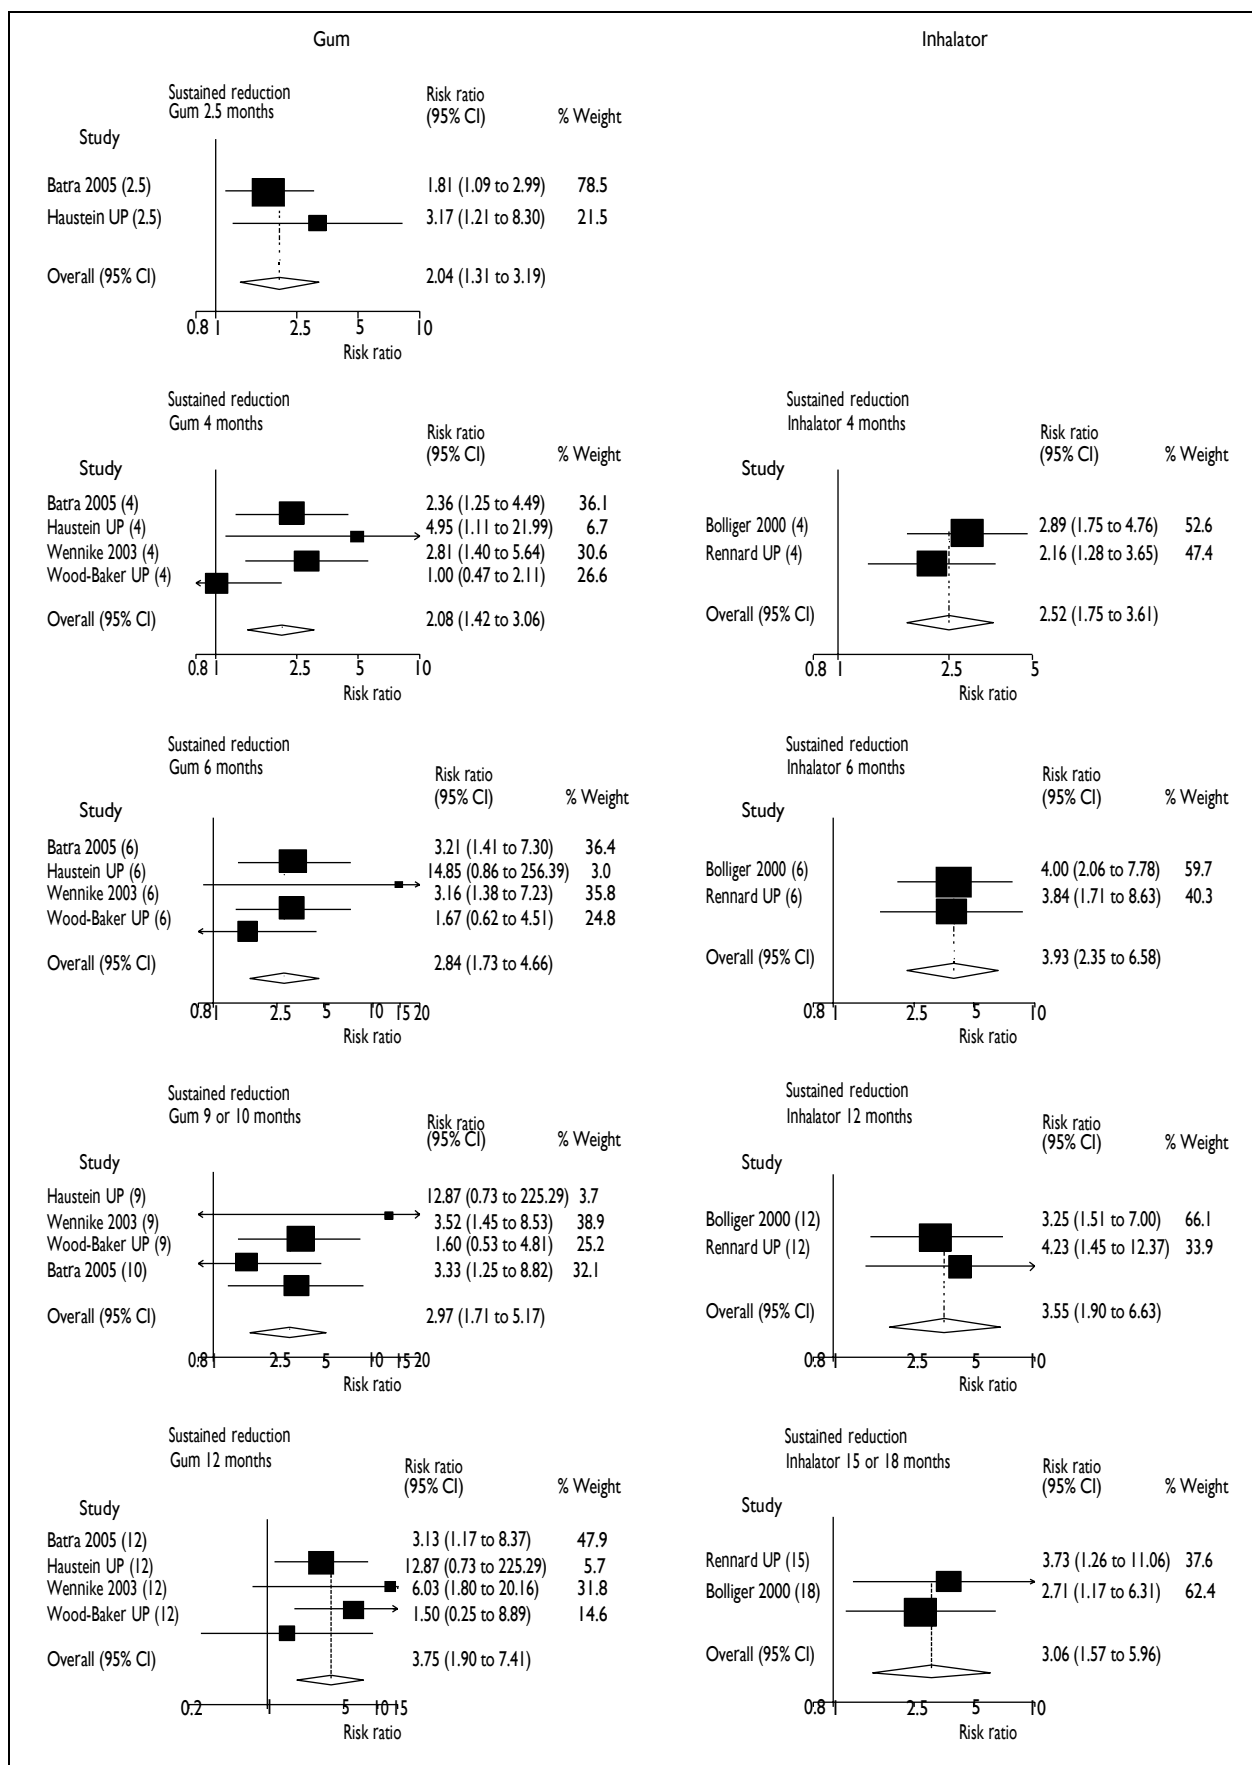 Gum
Inhalator
Sustained reduction
Gum 2.5 months
Risk ratio
(95% CI) % Weight
Study
Batra 2005 (2.5) 1.81 (1.09 to 2.99) 78.5
Haustein UP (2.5) 3.17 (1.21 to 8.30) 21.5
Overall (95% CI) 2.04 (1.31 to 3.19)
0.8 1 2.5 5 10
Risk ratio
Sustained reduction
Gum 4 months
Risk ratio
(95% CI) % Weight
Study
Batra 2005 (4) 2.36 (1.25 to 4.49) 36.1
Haustein UP (4) 4.95 (1.11 to 21.99) 6.7
Wennike 2003 (4) 2.81 (1.40 to 5.64) 30.6
Wood-Baker UP (4) 1.00 (0.47 to 2.11) 26.6
Overall (95% CI) 2.08 (1.42 to 3.06)
0.8 1 2.5 5 10
Risk ratio
Sustained reduction
Inhalator 4 months
Risk ratio
(95% CI) % Weight
Study
Bolliger 2000 (4) 2.89 (1.75 to 4.76) 52.6
Rennard UP (4) 2.16 (1.28 to 3.65) 47.4
Overall (95% CI) 2.52 (1.75 to 3.61)
0.8 1 2.5 5
Risk ratio
Sustained reduction
Gum 6 months
Risk ratio
(95% CI) % Weight
Study
Batra 2005 (6) 3.21 (1.41 to 7.30) 36.4
Haustein UP (6) 14.85 (0.86 to 256.39) 3.0
Wennike 2003 (6) 3.16 (1.38 to 7.23) 35.8
Wood-Baker UP (6) 1.67 (0.62 to 4.51) 24.8
Overall (95% CI) 2.84 (1.73 to 4.66)
0.8 1 2.5 5 10 15 20
Risk ratio
Sustained reduction
Inhalator 6 months
Risk ratio
(95% CI) % Weight
Study
Bolliger 2000 (6) 4.00 (2.06 to 7.78) 59.7
Rennard UP (6) 3.84 (1.71 to 8.63) 40.3
Overall (95% CI) 3.93 (2.35 to 6.58)
0.8 1 2.5 5 10
Risk ratio
Sustained reduction
Gum 9 or 10 months
Risk ratio
(95% CI) % Weight
Study
Haustein UP (9) 12.87 (0.73 to 225.29) 3.7
Wennike 2003 (9) 3.52 (1.45 to 8.53) 38.9
Wood-Baker UP (9) 1.60 (0.53 to 4.81) 25.2
Batra 2005 (10) 3.33 (1.25 to 8.82) 32.1
Overall (95% CI) 2.97 (1.71 to 5.17)
0.8 1 2.5 5 10 15 20
Risk ratio
Sustained reduction
Inhalator 12 months
Risk ratio
(95% CI) % Weight
Study
Bolliger 2000 (12) 3.25 (1.51 to 7.00) 66.1
Rennard UP (12) 4.23 (1.45 to 12.37) 33.9
Overall (95% CI) 3.55 (1.90 to 6.63)
0.8 1 2.5 5 10
Risk ratio
Sustained reduction
Gum 12 months
Risk ratio
(95% CI) % Weight
Study
Batra 2005 (12) 3.13 (1.17 to 8.37) 47.9
Haustein UP (12) 12.87 (0.73 to 225.29) 5.7
Wennike 2003 (12) 6.03 (1.80 to 20.16) 31.8
Wood-Baker UP (12) 1.50 (0.25 to 8.89) 14.6
Overall (95% CI) 3.75 (1.90 to 7.41)
0.2 1 5 10 15
Risk ratio
Sustained reduction
Inhalator 15 or 18 months
Risk ratio
(95% CI) % Weight
Study
Rennard UP (15) 3.73 (1.26 to 11.06) 37.6
Bolliger 2000 (18) 2.71 (1.17 to 6.31) 62.4
Overall (95% CI) 3.06 (1.57 to 5.96)
0.8 1 2.5 5 10
Risk ratio